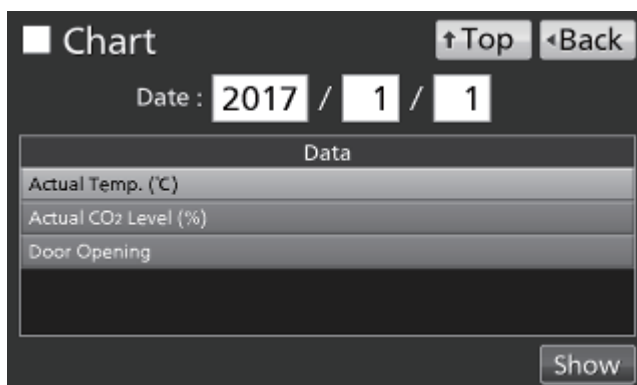 Chart ↑Top ◂Back
Date : 2017 / 1 / 1
Data
Actual Temp. (℃)
Actual CO₂ Level (%)
Door Opening
Show